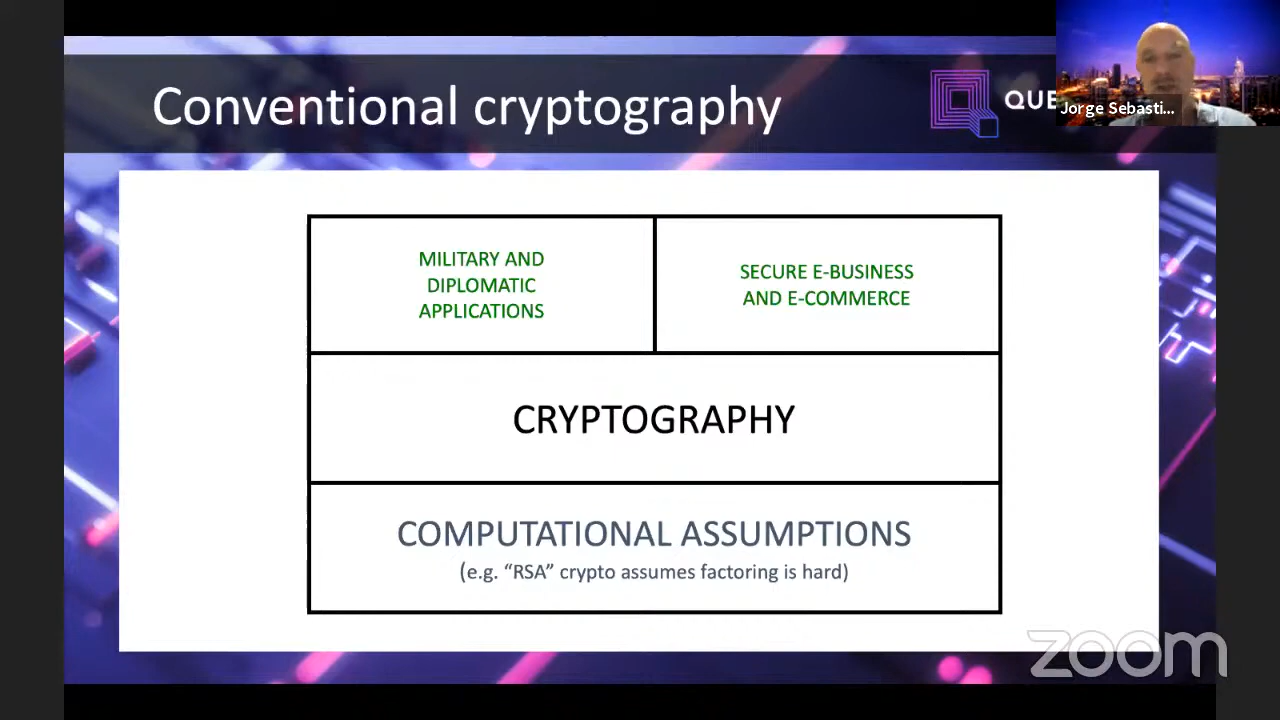 Conventional cryptography
QUE
Jorge Sebasti...
MILITARY AND
DIPLOMATIC
APPLICATIONS
SECURE E-BUSINESS
AND E-COMMERCE
CRYPTOGRAPHY
COMPUTATIONAL ASSUMPTIONS
(e.g. “RSA” crypto assumes factoring is hard)
zoom